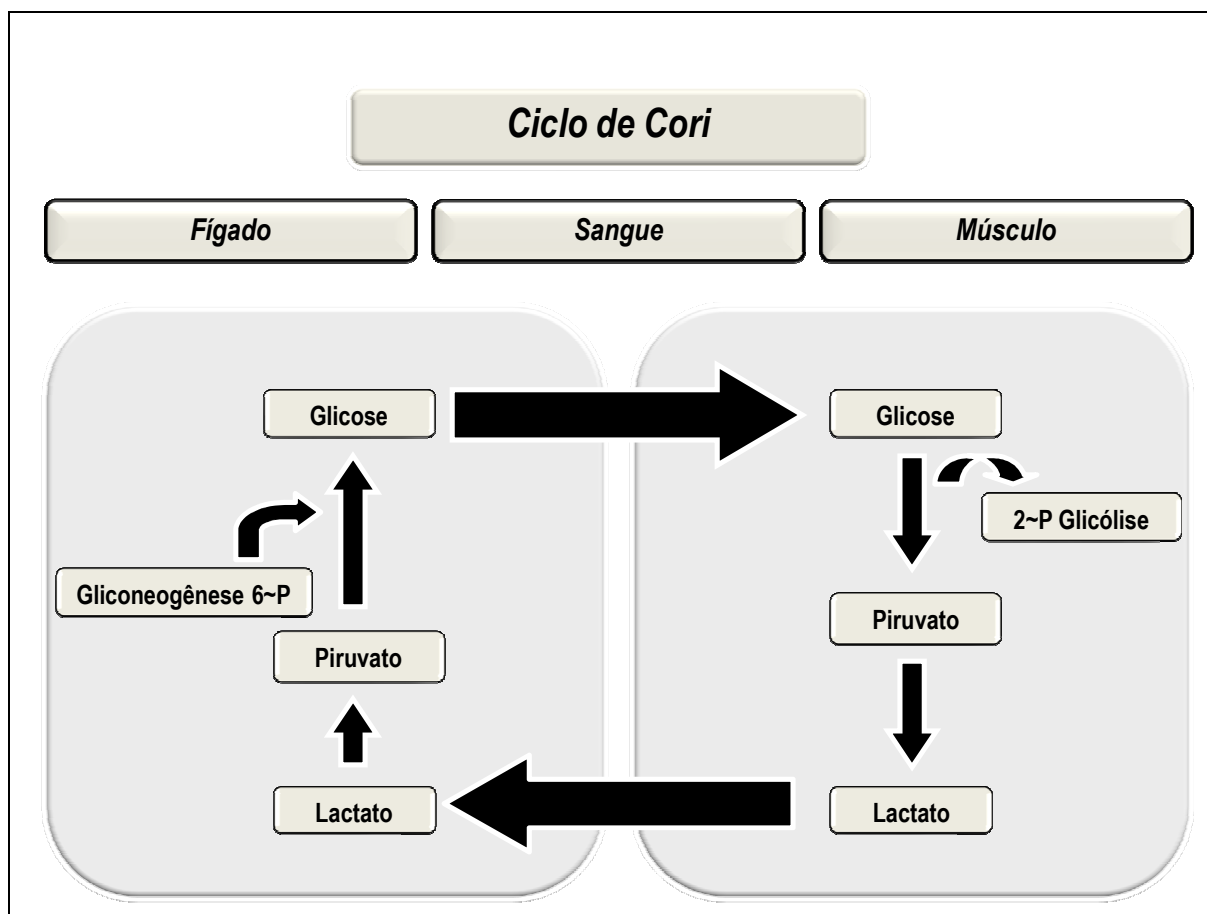 Ciclo de Cori
Fígado
Sangue
Músculo
Glicose
Glicose
2~P Glicólise
Gliconeogênese 6~P
Piruvato
Piruvato
Lactato
Lactato